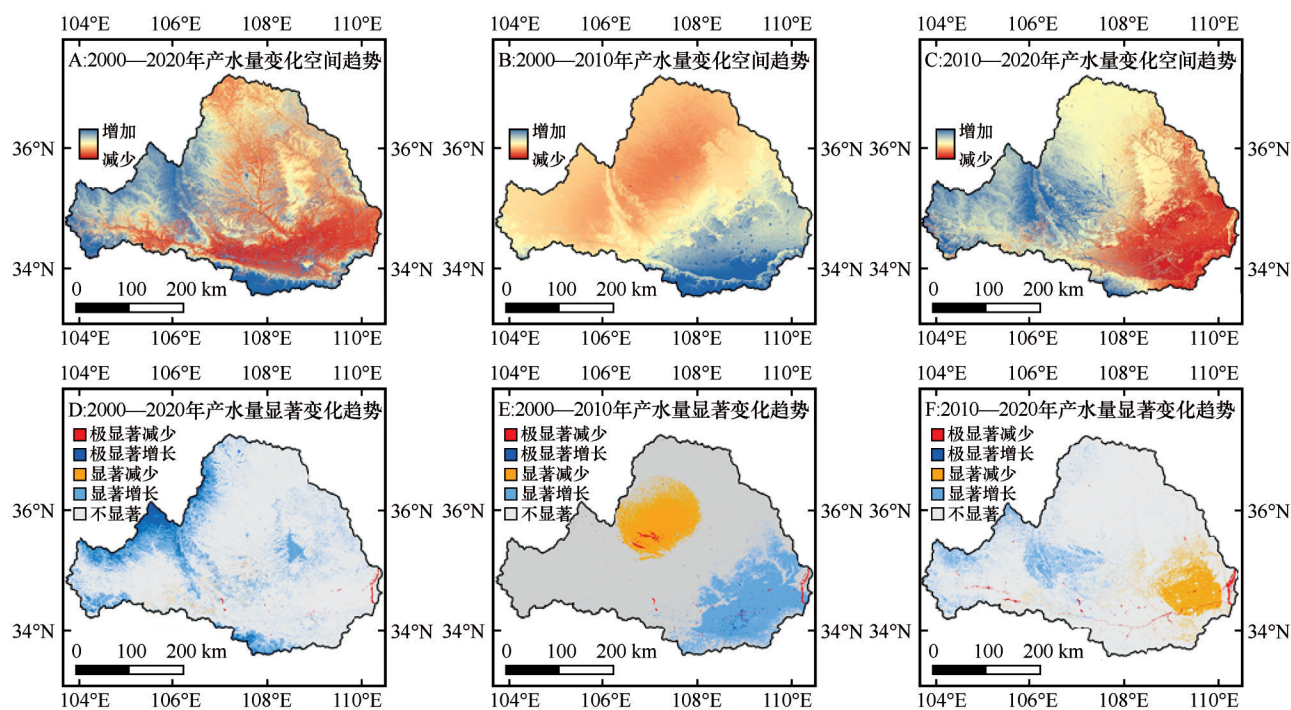 104°E 106°E 108°E 110°E 104°E 106°E 108°E 110°E 104°E 106°E 108°E 110°E
A:2000—2020年产水量变化空间趋势
增加
减少
36°N
34°N
0 100 200 km
B:2000—2010年产水量变化空间趋势
增加
减少
36°N 36°N
34°N 34°N
0 100 200 km
C:2010—2020年产水量变化空间趋势
增加
减少
36°N 36°N
34°N 34°N
0 100 200 km
36°N
34°N
104°E 106°E 108°E 110°E 104°E 106°E 108°E 110°E 104°E 106°E 108°E 110°E
104°E 106°E 108°E 110°E 104°E 106°E 108°E 110°E 104°E 106°E 108°E 110°E
D:2000—2020年产水量显著变化趋势
极显著减少
极显著增长
显著减少
显著增长
不显著
36°N
34°N
0 100 200 km
E:2000—2010年产水量显著变化趋势
极显著减少
极显著增长
显著减少
显著增长
不显著
36°N 36°N
34°N 34°N
0 100 200 km
F:2010—2020年产水量显著变化趋势
极显著减少
极显著增长
显著减少
显著增长
不显著
36°N 36°N
34°N 34°N
0 100 200 km
36°N
34°N
104°E 106°E 108°E 110°E 104°E 106°E 108°E 110°E 104°E 106°E 108°E 110°E